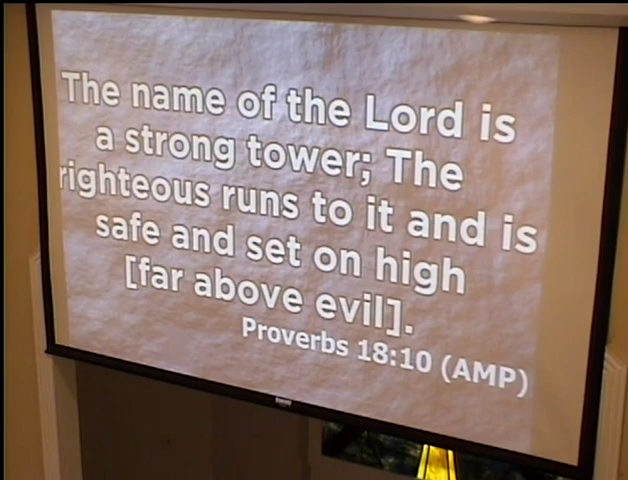 The name of the Lord is
a strong tower; The
righteous runs to it and is
safe and set on high
[far above evil].
Proverbs 18:10 (AMP)